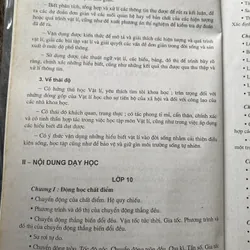 pháp tổng hợp, và xử lí các thông tin thu được để rút ra kết luận, đề ra
các dự đoán đơn giản về các mối quan hệ hay về bản chất của các hiện tượng
hoặc quá trình vật lí, cũng như đề xuất phương án thí nghiệm để kiểm tra dự đoán
đã đề ra.
– Vận dụng kiến thức để mô tả và giải thích các hiện tượng và quá trình
vật lí, giải các bài tập vật lí và giải quyết các vấn đề đơn giản trong đời sống và sản
xuất ở mức độ phổ thông.
– Sử dụng được các thuật ngữ vật lí, các biểu, bảng, đồ thị để trình bày rõ
ràng, chính xác những hiểu biết, cũng như những kết quả thu được qua thu thập
và xử lí thông tin.
3. Về thái độ
– Có hứng thú học Vật lí, yêu thích tìm tòi khoa học ; trân trọng đối với
những đóng góp của Vật lí học cho sự tiến bộ của xã hội và đối với công lao của
các nhà khoa học.
– Có thái độ khách quan, trung thực ; có tác phong tỉ mỉ, cẩn thận, chính xác
và có tinh thần hợp tác trong việc học tập môn Vật lí, cũng như trong việc áp dụng
các hiểu biết đã đạt được.
– Có ý thức vận dụng những hiểu biết vật lí vào đời sống nhằm cải thiện điều
kiện sống, học tập cũng như để bảo vệ và giữ gìn môi trường sống tự nhiên.
II – NỘI DUNG DẠY HỌC
LỚP 10
Chương I : Động học chất điểm
• Chuyển động của chất điểm. Hệ quy chiếu.
• Phương trình và đồ thị của chuyển động thẳng đều.
• Chuyển động thẳng biến đổi đều. Vận tốc tức thời. Gia tốc. Phương trình và
đồ thị của chuyển động thẳng biến đổi đều.
• Sự rơi tự do.